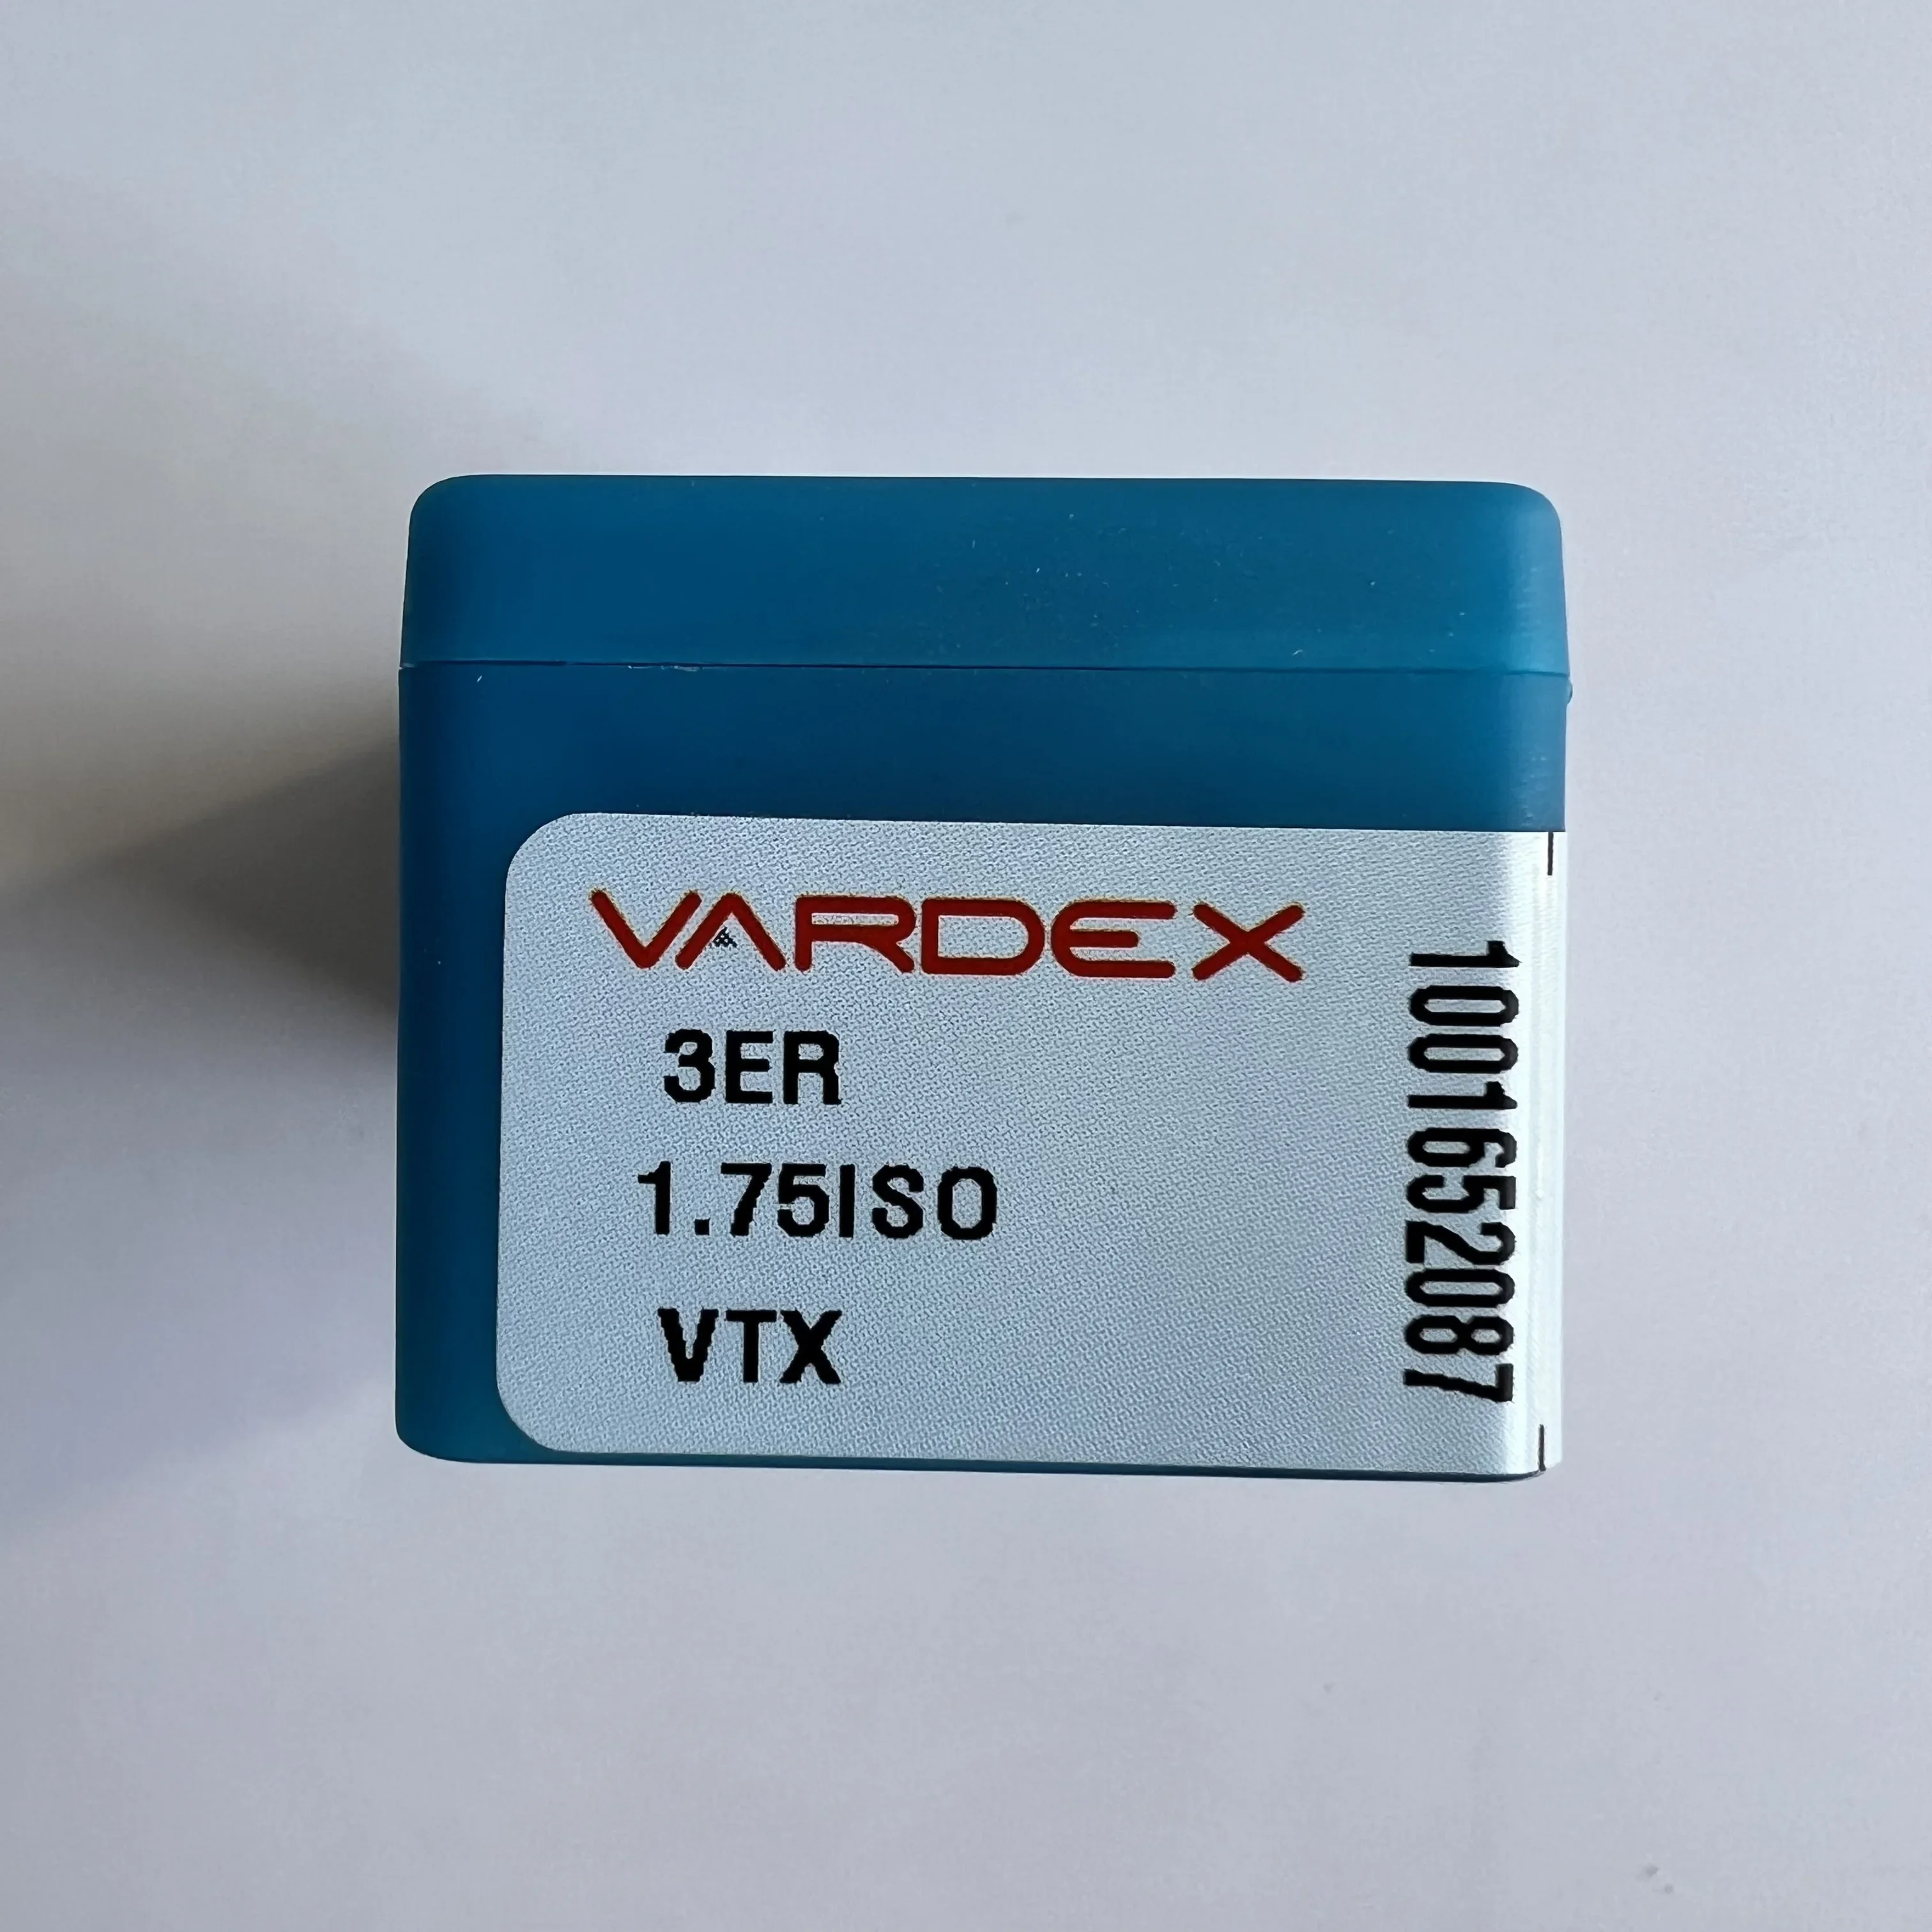 VARDEX
3ER
1.75ISO
VTX
1001652087